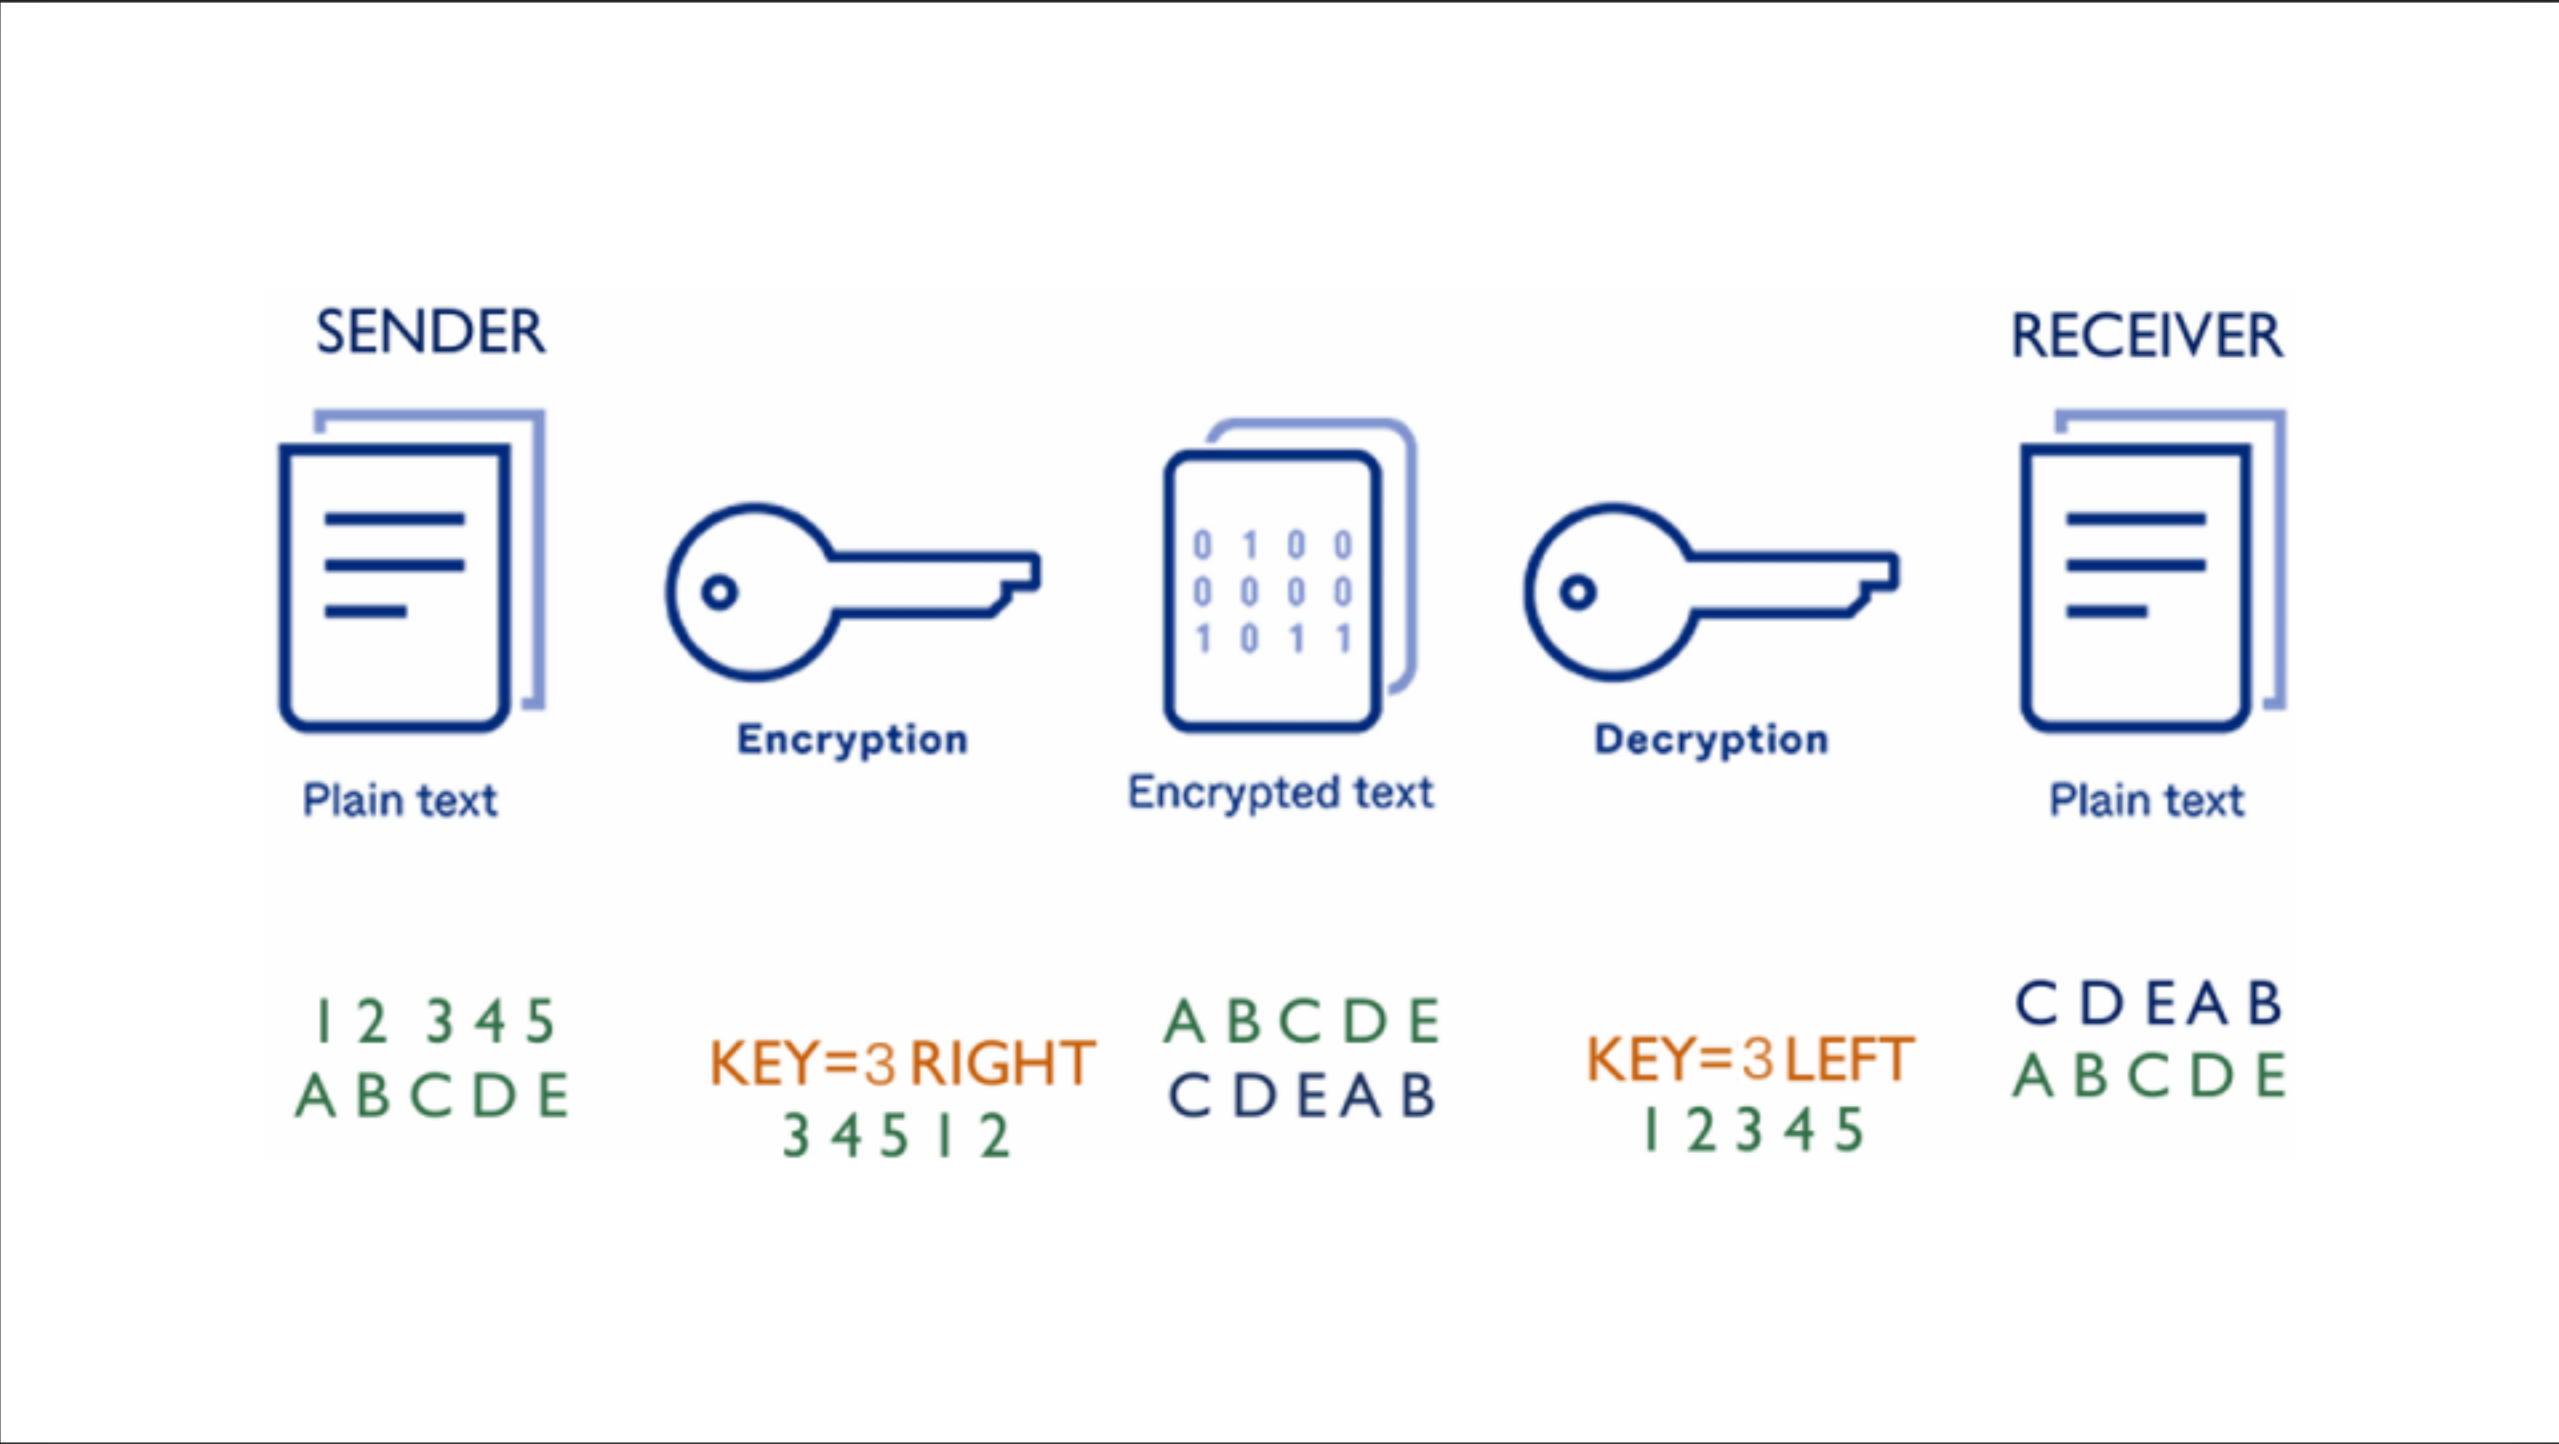 SENDER
RECEIVER
0 1 0 0
0 0 0 0
1 0 1 1
Encryption
Decryption
Plain text
Encrypted text
Plain text
1 2 3 4 5
A B C D E
KEY=3 RIGHT
3 4 5 1 2
A B C D E
C D E A B
KEY=3 LEFT
1 2 3 4 5
C D E A B
A B C D E